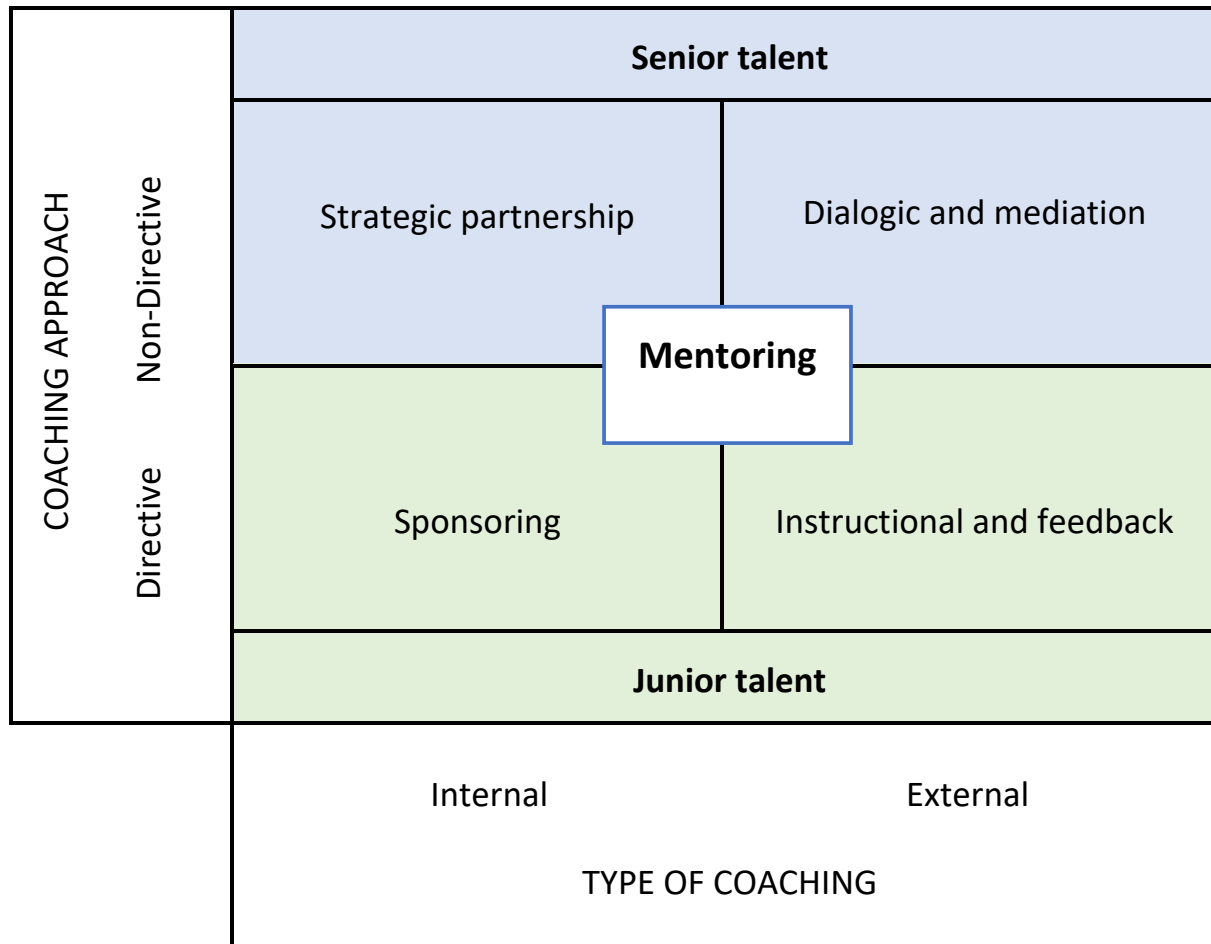 Senior talent
COACHING APPROACH
Non-Directive
Strategic partnership
Dialogic and mediation
Mentoring
Directive
Sponsoring
Instructional and feedback
Junior talent
Internal
External
TYPE OF COACHING